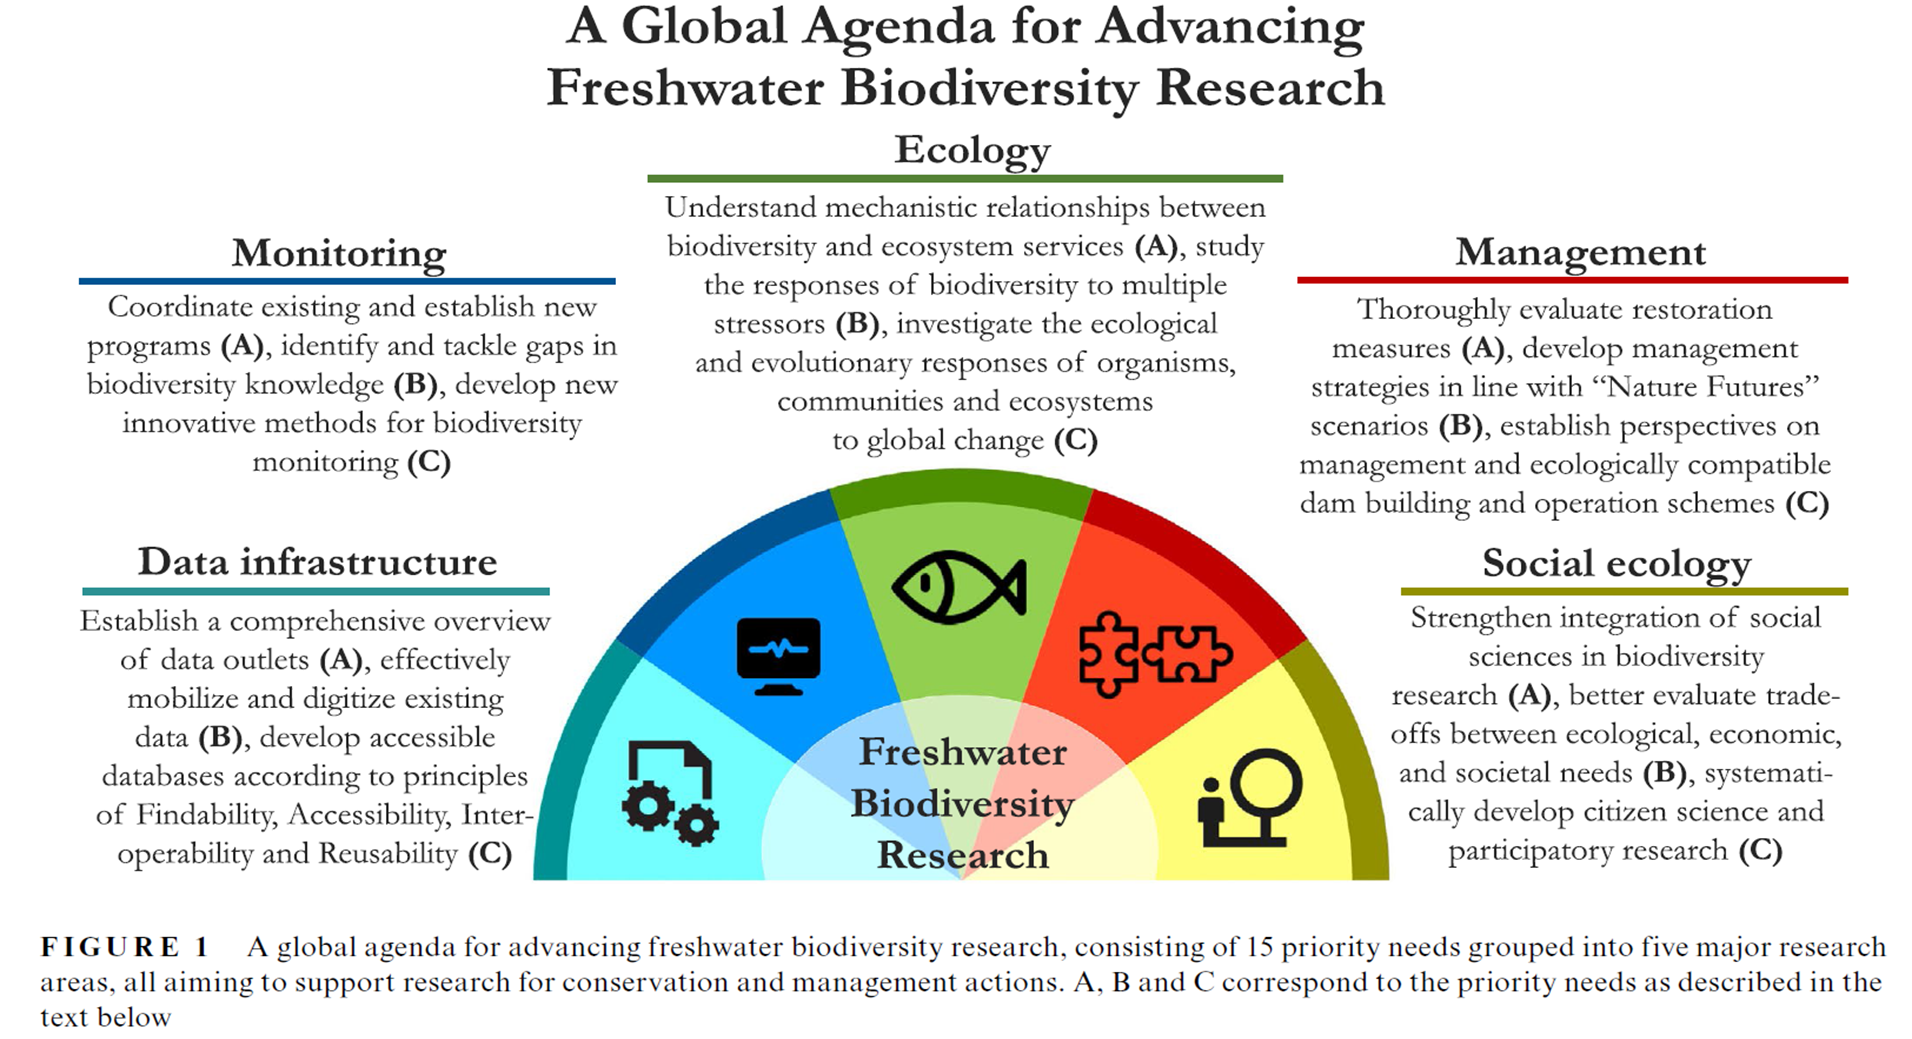 A Global Agenda for Advancing
Freshwater Biodiversity Research
Ecology
Understand mechanistic relationships between
biodiversity and ecosystem services (A), study
the responses of biodiversity to multiple
stressors (B), investigate the ecological
and evolutionary responses of organisms,
communities and ecosystems
to global change (C)
Monitoring
Coordinate existing and establish new
programs (A), identify and tackle gaps in
biodiversity knowledge (B), develop new
innovative methods for biodiversity
monitoring (C)
Management
Thoroughly evaluate restoration
measures (A), develop management
strategies in line with “Nature Futures”
scenarios (B), establish perspectives on
management and ecologically compatible
dam building and operation schemes (C)
Data infrastructure
Establish a comprehensive overview
of data outlets (A), effectively
mobilize and digitize existing
data (B), develop accessible
databases according to principles
of Findability, Accessibility, Inter-
operability and Reusability (C)
Social ecology
Strengthen integration of social
sciences in biodiversity
research (A), better evaluate trade-
offs between ecological, economic,
and societal needs (B), systemati-
cally develop citizen science and
participatory research (C)
Freshwater
Biodiversity
Research
FIGURE 1 A global agenda for advancing freshwater biodiversity research, consisting of 15 priority needs grouped into five major research
areas, all aiming to support research for conservation and management actions. A, B and C correspond to the priority needs as described in the
text below